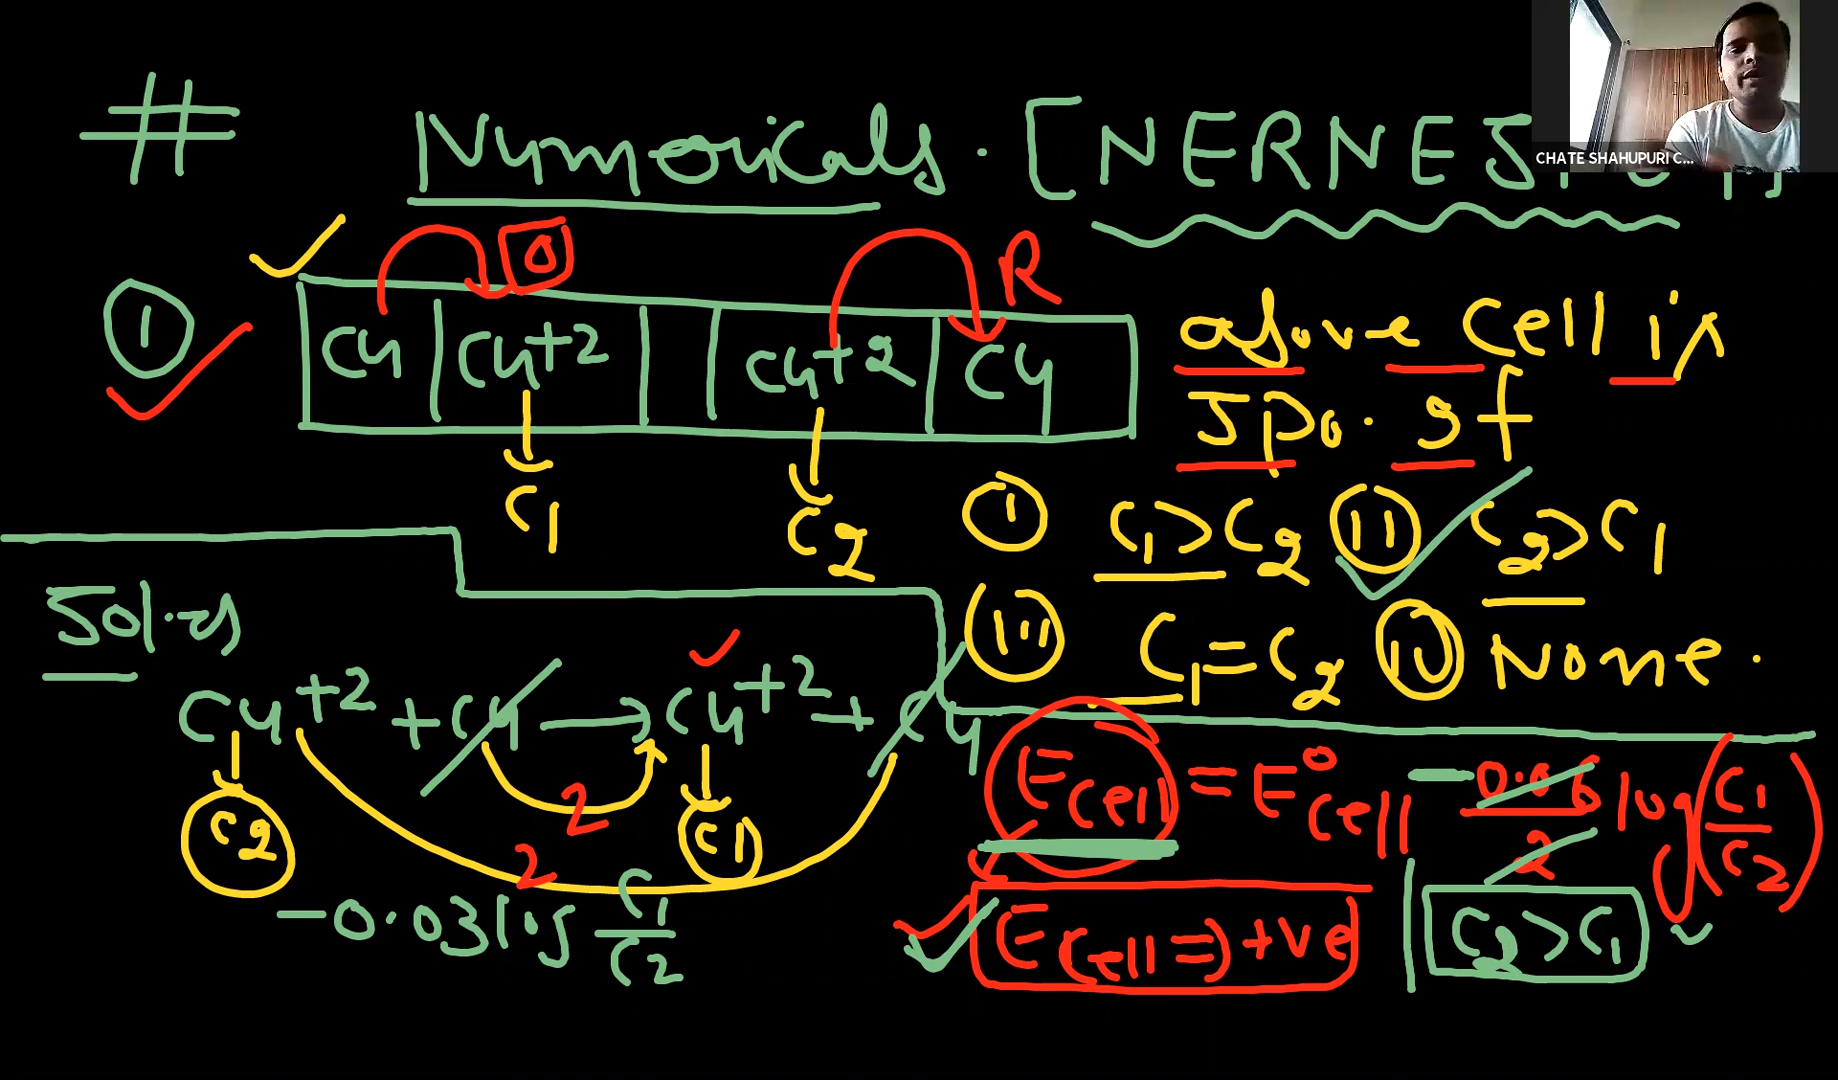 # Numericals. [NERNES
CHATE SHAHUPURI C...
O R
① Cu Cu+2 Cu+2 Cu
above Cell is
Spo. If
C1 C2
Ⓘ C1>C2 Ⓘ Ⓘ C2>C1
Sol.
III C1=C2 IV None.
Cu+2 + Cu → Cu+2 + Cu
C2 2 C1
2
Ecell = E°cell - 0.06/2 log (C1/C2)
-0.03 log C1/C2
Ecell => +ve C2>C1